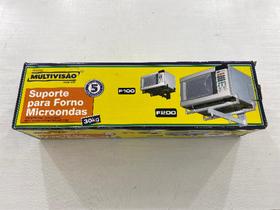 MULTIVISÃO
Suporte
para Forno
Microondas
30kg
5
F100
F200